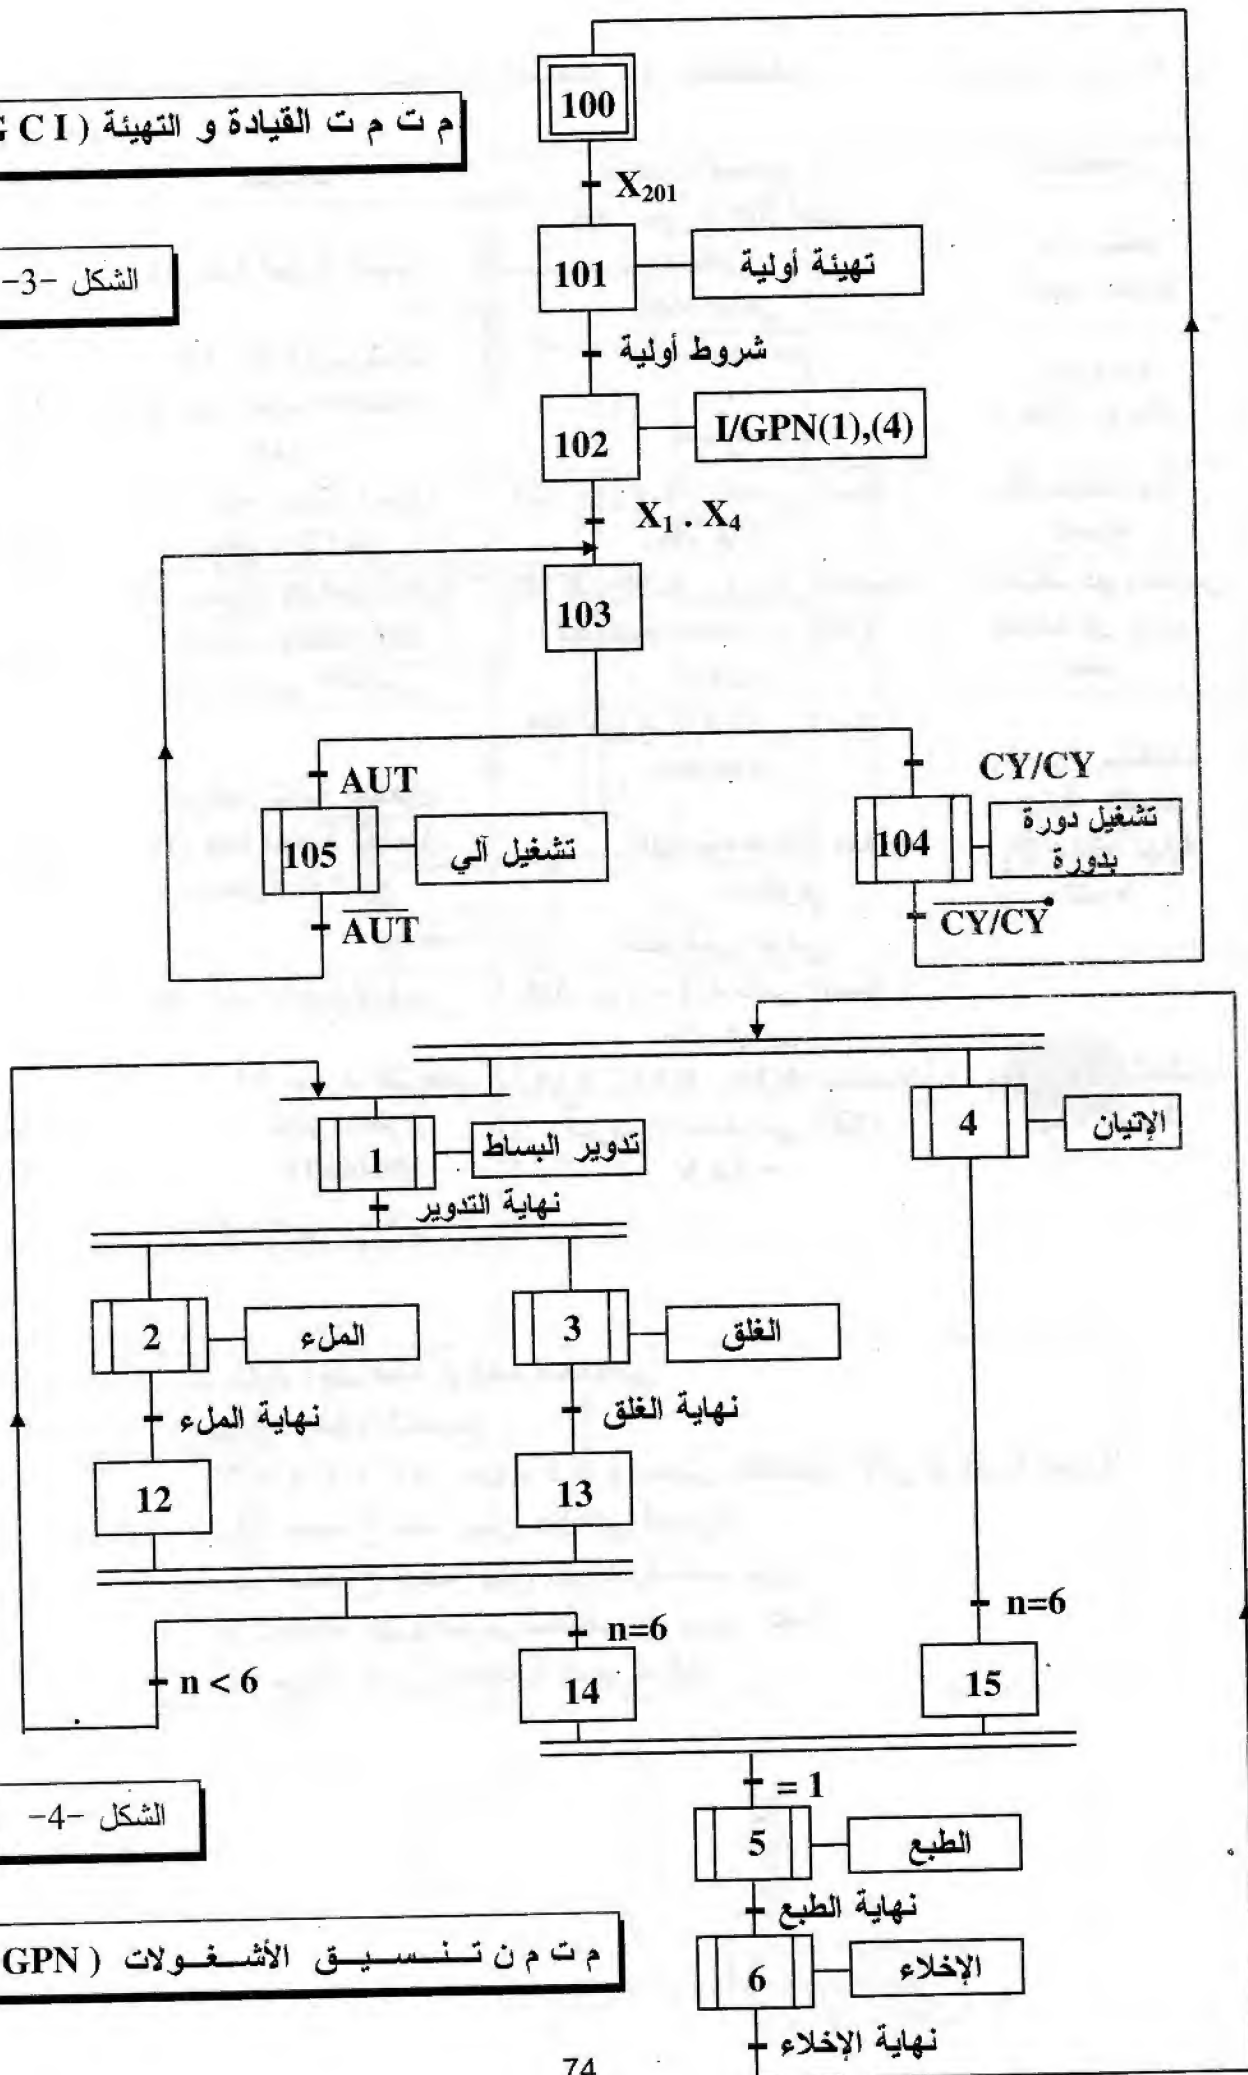 م ت م ت القيادة و التهيئة (G C I
الشكل -3-
100
X201
101
تهيئة أولية
شروط أولية
102
I/GPN(1),(4)
X1 . X4
103
AUT
CY/CY
105
تشغيل آلي
104
تشغيل دورة
بدورة
AUT
CY/CY
1
تدوير البساط
4
الإتيان
نهاية التدوير
2
الملء
3
الغلق
نهاية الملء
نهاية الغلق
12
13
n < 6
n=6
n=6
14
15
= 1
الشكل -4-
5
الطبع
نهاية الطبع
م ت م ن تـنـسـيـق الأشـغـولات (GPN
6
الإخلاء
نهاية الإخلاء
74